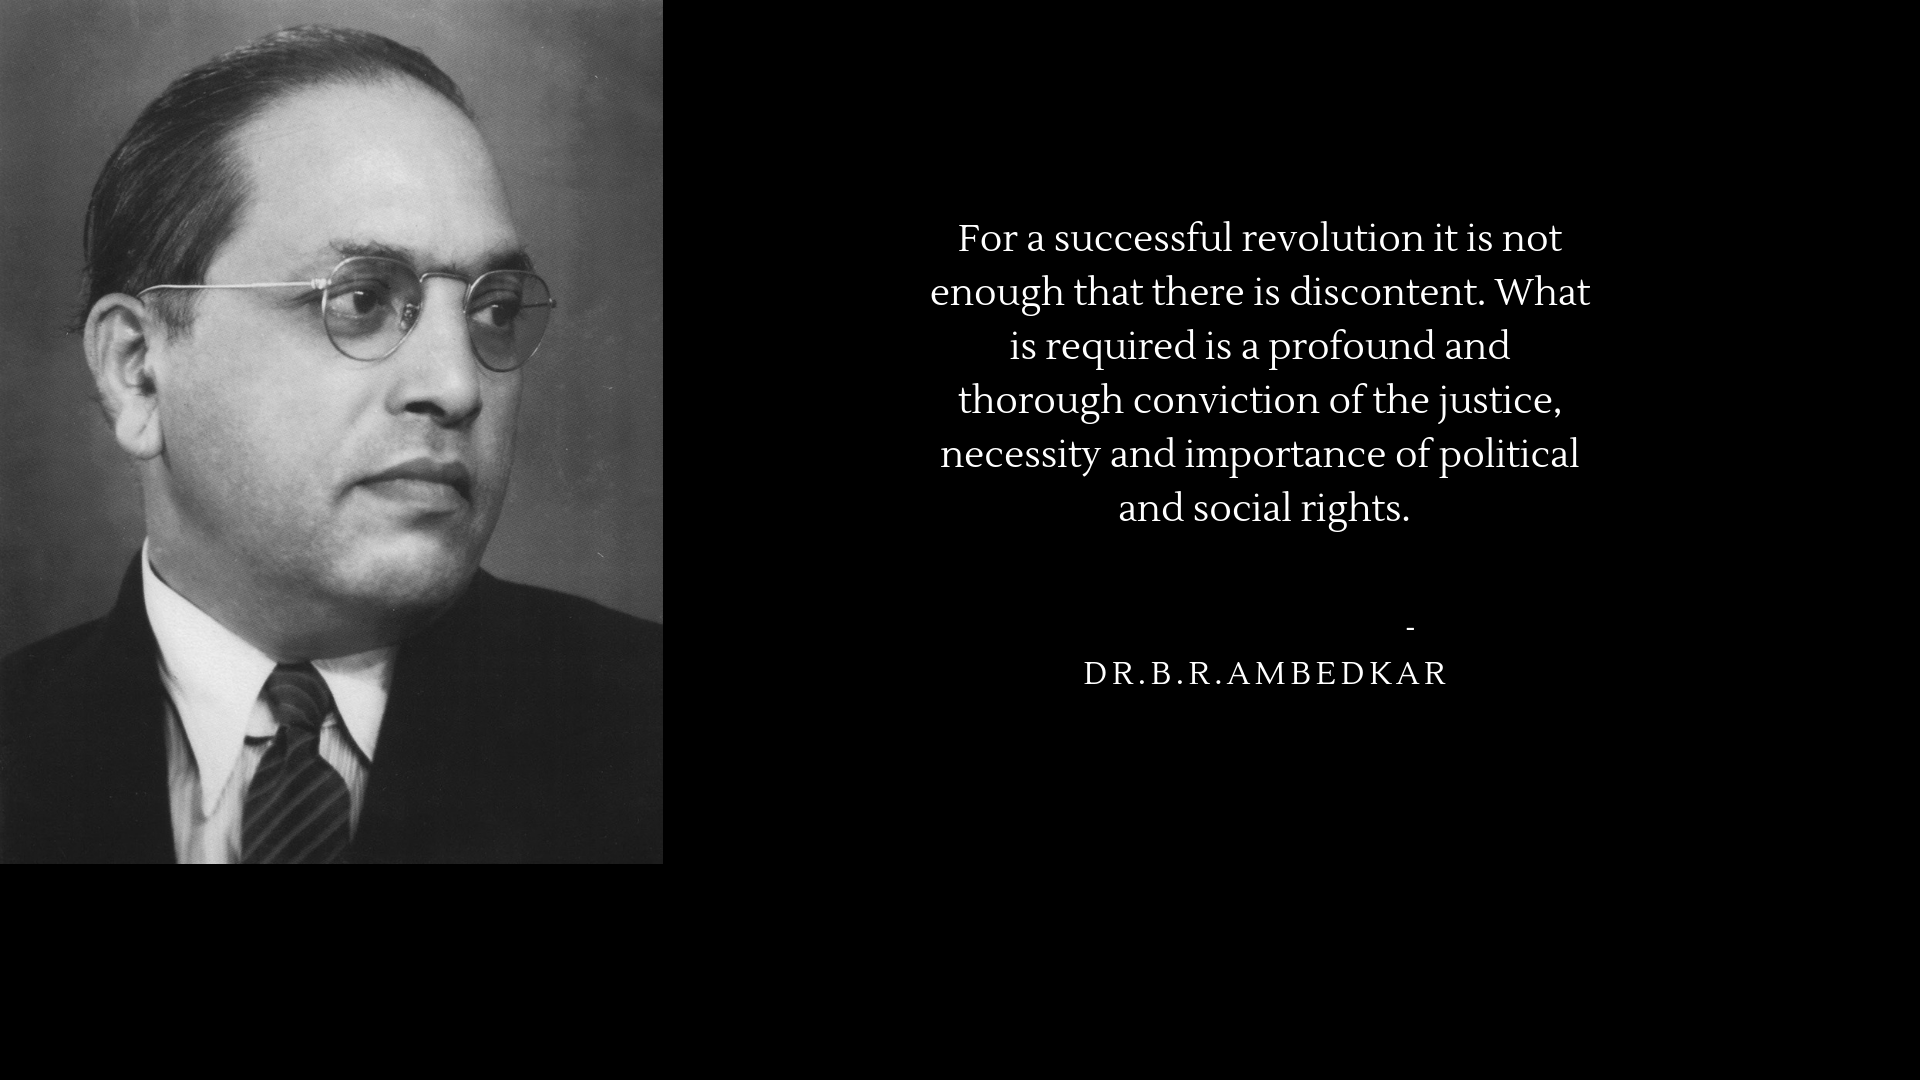 For a successful revolution it is not
enough that there is discontent. What
is required is a profound and
thorough conviction of the justice,
necessity and importance of political
and social rights.
-
DR.B.R.AMBEDKAR